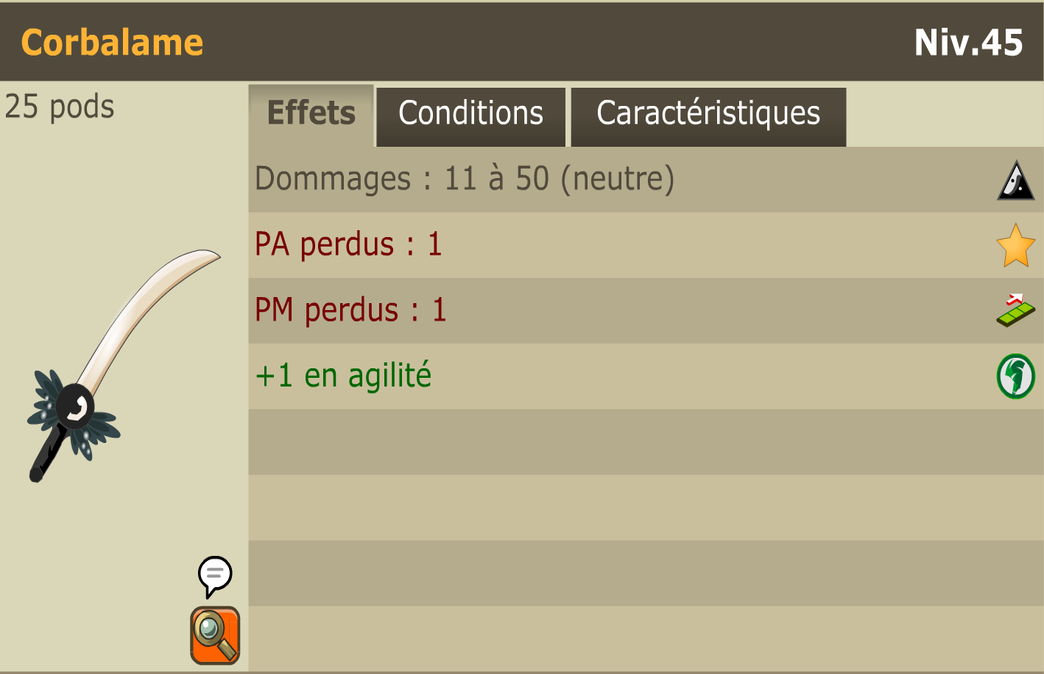 Corbalame
Niv.45
25 pods
Effets
Conditions
Caractéristiques
Dommages : 11 à 50 (neutre)
PA perdus : 1
PM perdus : 1
+1 en agilité